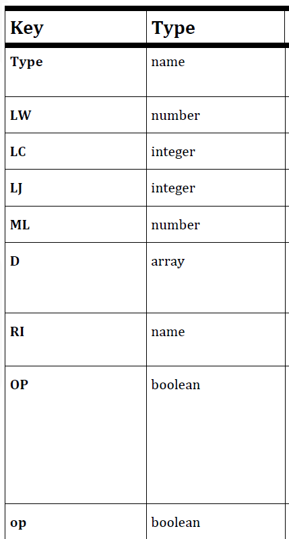 Key Type
Type name
LW number
LC integer
LJ integer
ML number
D array
RI name
OP boolean
op boolean